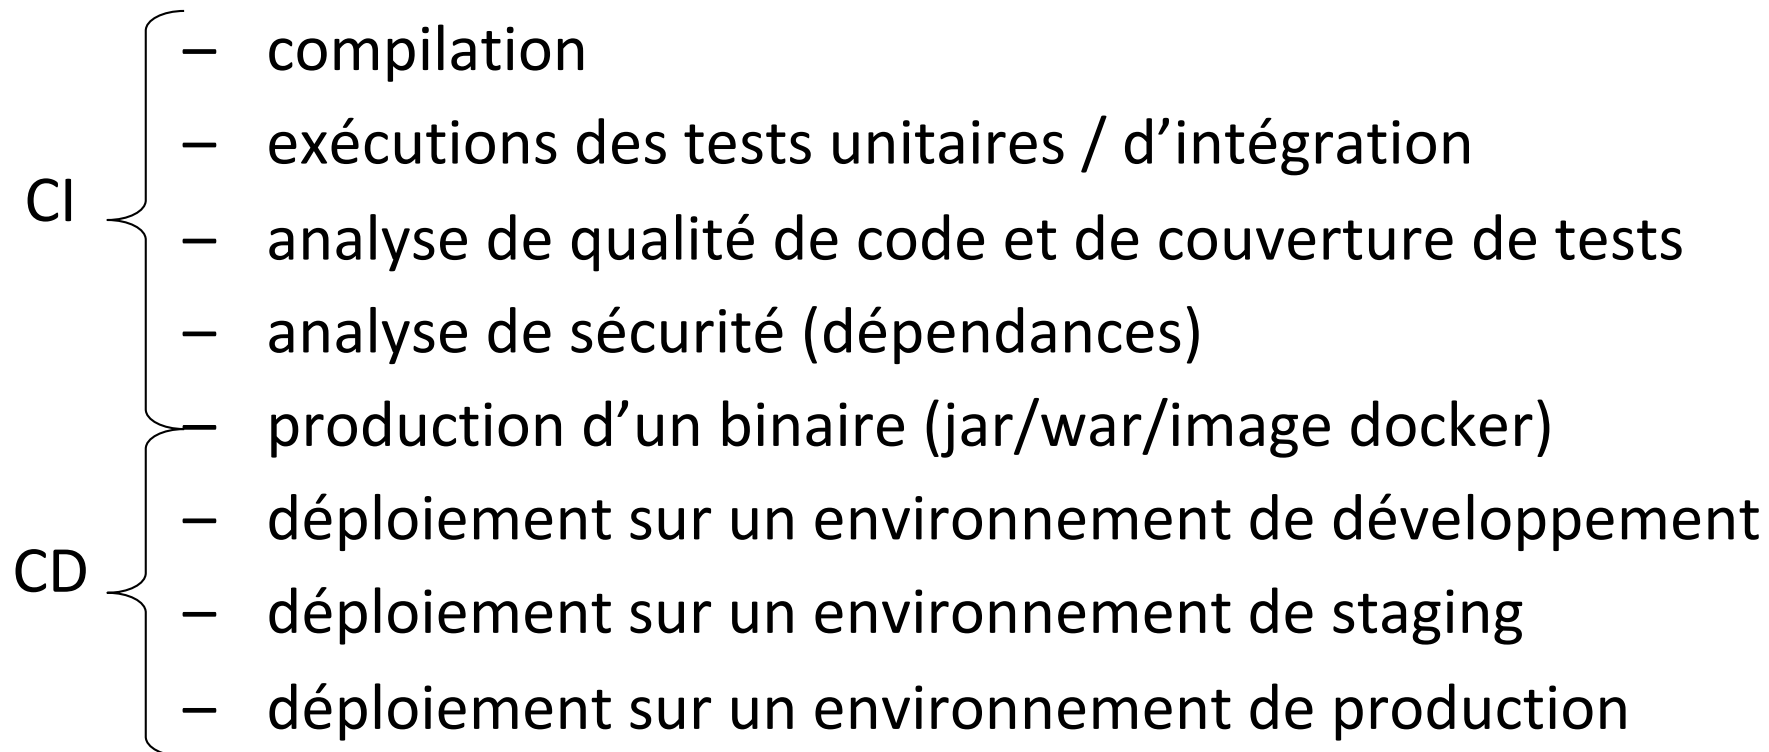 – compilation
– exécutions des tests unitaires / d’intégration
CI
– analyse de qualité de code et de couverture de tests
– analyse de sécurité (dépendances)
– production d’un binaire (jar/war/image docker)
– déploiement sur un environnement de développement
CD
– déploiement sur un environnement de staging
– déploiement sur un environnement de production